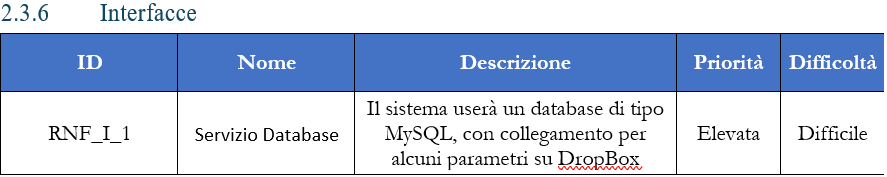 2.3.6 Interfacce
ID Nome Descrizione Priorità Difficoltà
RNF_I_1 Servizio Database Il sistema userà un database di tipo MySQL, con collegamento per alcuni parametri su DropBox Elevata Difficile